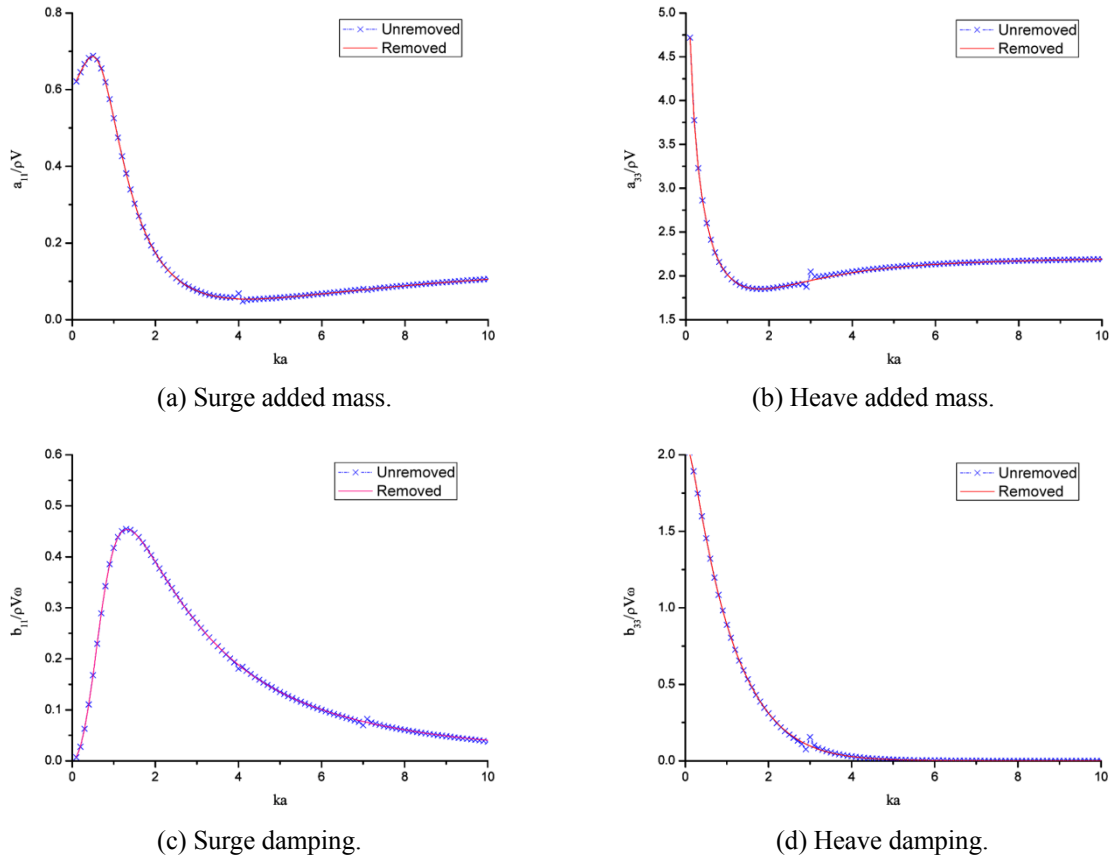 0.8
0.6
0.4
0.2
0.0
0
2
4
6
8
10
a₁₁/ρV
ka
Unremoved
Removed
(a) Surge added mass.
5.0
4.5
4.0
3.5
3.0
2.5
2.0
1.5
0
2
4
6
8
10
a₃₃/ρV
ka
Unremoved
Removed
(b) Heave added mass.
0.6
0.5
0.4
0.3
0.2
0.1
0.0
0
2
4
6
8
10
b₁₁/ρVω
ka
Unremoved
Removed
(c) Surge damping.
2.0
1.5
1.0
0.5
0.0
0
2
4
6
8
10
b₃₃/ρVω
ka
Unremoved
Removed
(d) Heave damping.